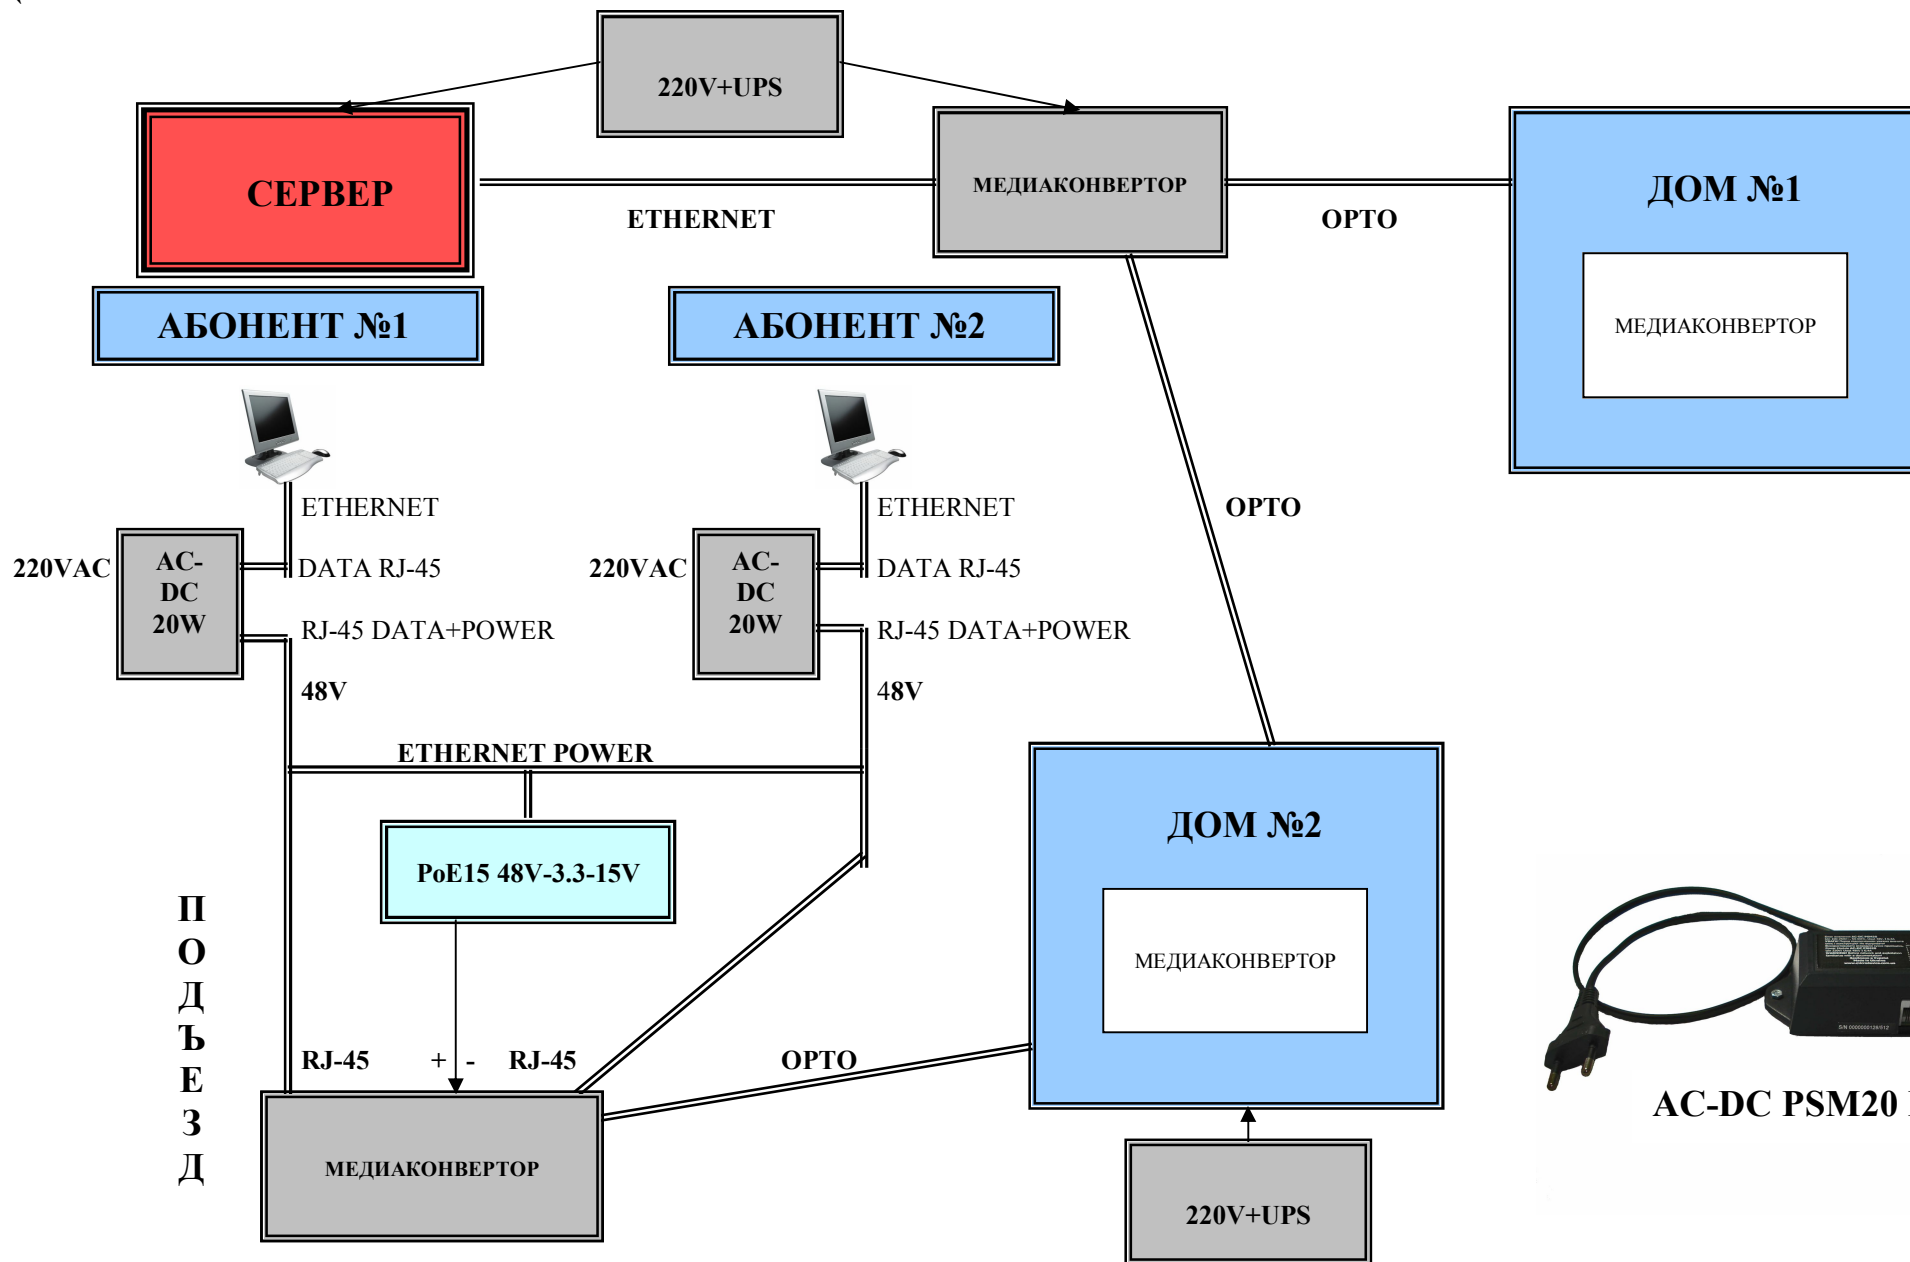 220V+UPS
СЕРВЕР
МЕДИАКОНВЕРТОР
ДОМ №1
ETHERNET
OPTO
МЕДИАКОНВЕРТОР
АБОНЕНТ №1
АБОНЕНТ №2
ETHERNET
ETHERNET
OPTO
220VAC
AC-
DC
20W
DATA RJ-45
RJ-45 DATA+POWER
220VAC
AC-
DC
20W
DATA RJ-45
RJ-45 DATA+POWER
48V
48V
ETHERNET POWER
PoE15 48V-3.3-15V
ДОМ №2
МЕДИАКОНВЕРТОР
П
О
Д
Ъ
Е
З
Д
RJ-45
+ -
RJ-45
OPTO
МЕДИАКОНВЕРТОР
220V+UPS
AC-DC PSM20